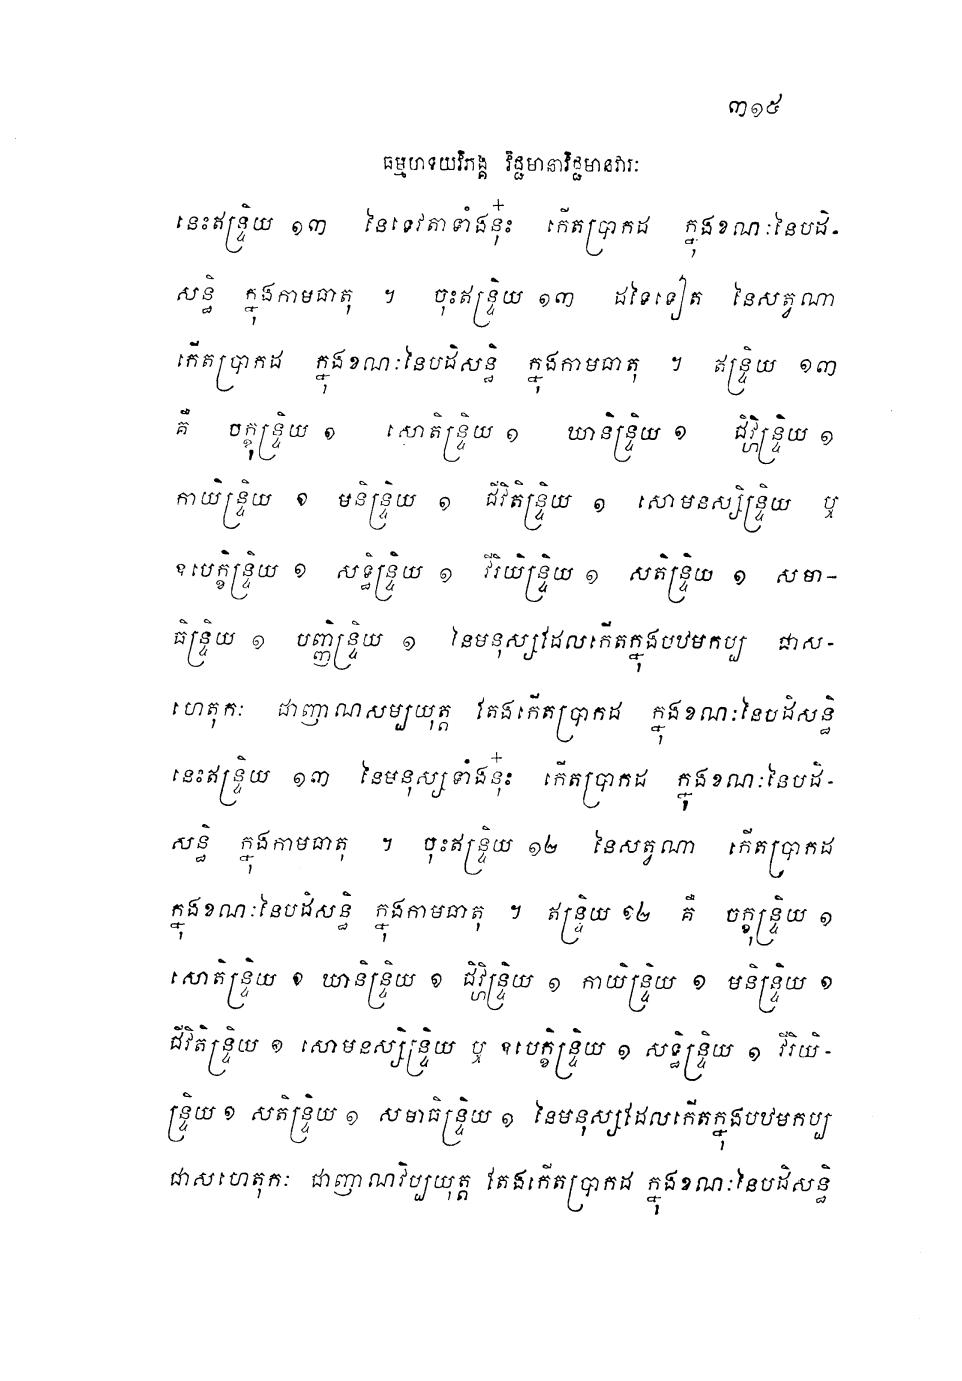 ៣១៥
ធម្មហទយវិភង្គ វិជ្ជមានាវិជ្ជមានវារៈ
នេះឥន្ទ្រិយ ១៣ នៃទេវតាទាំងនុ៎ះ កើតប្រាកដ ក្នុងខណៈនៃបដិ-
សន្ធិ ក្នុងកាមធាតុ ។ ចុះឥន្ទ្រិយ ១៣ ដទៃទៀត នៃសត្វណា
កើតប្រាកដ ក្នុងខណៈនៃបដិសន្ធិ ក្នុងកាមធាតុ ។ ឥន្ទ្រិយ ១៣
គឺ ចក្ខុន្ទ្រិយ ១ សោតិន្ទ្រិយ ១ ឃានិន្ទ្រិយ ១ ជិវ្ហិន្ទ្រិយ ១
កាយិន្ទ្រិយ ១ មនិន្ទ្រិយ ១ ជីវិតិន្ទ្រិយ ១ សោមនស្សិន្ទ្រិយ ឬ
ឧបេក្ខិន្ទ្រិយ ១ សទ្ធិន្ទ្រិយ ១ វីរិយិន្ទ្រិយ ១ សតិន្ទ្រិយ ១ សមា-
ធិន្ទ្រិយ ១ បញ្ញិន្ទ្រិយ ១ នៃមនុស្សដែលកើតក្នុងបឋមកប្ប ជាស-
ហេតុកៈ ជាញាណសម្បយុត្ត តែងកើតប្រាកដ ក្នុងខណៈនៃបដិសន្ធិ
នេះឥន្ទ្រិយ ១៣ នៃមនុស្សទាំងនុ៎ះ កើតប្រាកដ ក្នុងខណៈនៃបដិ-
សន្ធិ ក្នុងកាមធាតុ ។ ចុះឥន្ទ្រិយ ១២ នៃសត្វណា កើតប្រាកដ
ក្នុងខណៈនៃបដិសន្ធិ ក្នុងកាមធាតុ ។ ឥន្ទ្រិយ ១២ គឺ ចក្ខុន្ទ្រិយ ១
សោតិន្ទ្រិយ ១ ឃានិន្ទ្រិយ ១ ជិវ្ហិន្ទ្រិយ ១ កាយិន្ទ្រិយ ១ មនិន្ទ្រិយ ១
ជីវិតិន្ទ្រិយ ១ សោមនស្សិន្ទ្រិយ ឬ ឧបេក្ខិន្ទ្រិយ ១ សទ្ធិន្ទ្រិយ ១ វីរិយិ-
ន្ទ្រិយ ១ សតិន្ទ្រិយ ១ សមាធិន្ទ្រិយ ១ នៃមនុស្សដែលកើតក្នុងបឋមកប្ប
ជាសហេតុកៈ ជាញាណវិប្បយុត្ត តែងកើតប្រាកដ ក្នុងខណៈនៃបដិសន្ធិ